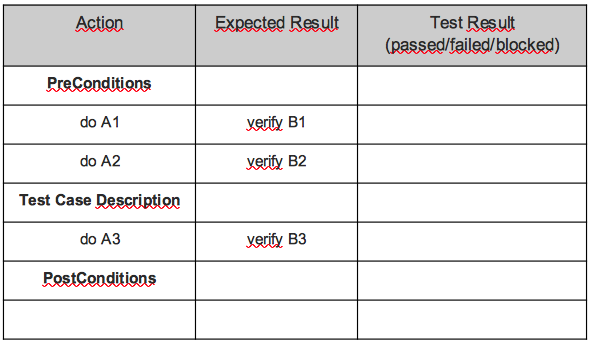 Action Expected Result Test Result
(passed/failed/blocked)
PreConditions
do A1 verify B1
do A2 verify B2
Test Case Description
do A3 verify B3
PostConditions